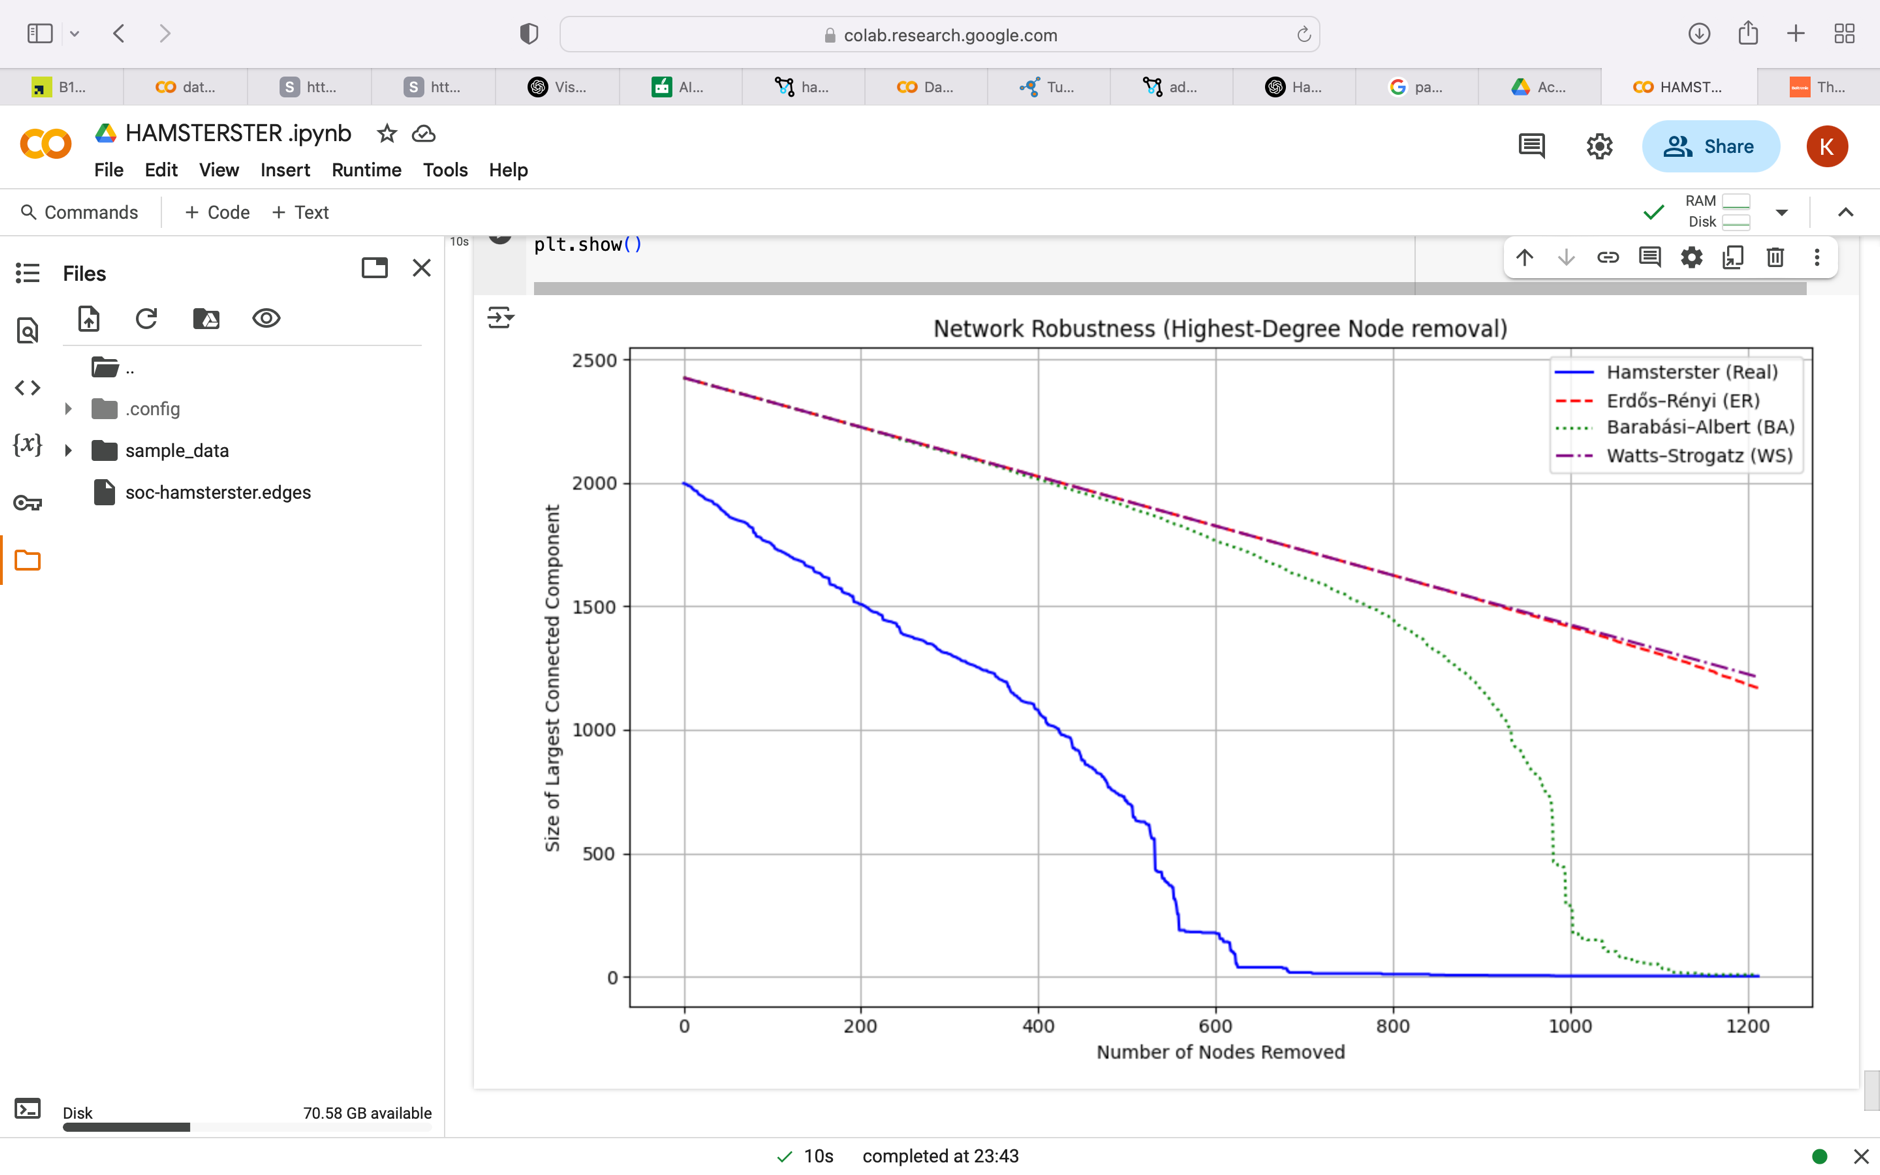 colab.research.google.com
B1...
dat...
S htt...
S htt...
Vis...
AI...
ha...
Da...
Tu...
ad...
Ha...
pa...
Ac...
HAMST...
Th...
HAMSTERSTER .ipynb
Share
K
File Edit View Insert Runtime Tools Help
Commands + Code + Text
RAM
Disk
Files
..
.config
sample_data
soc-hamsterster.edges
Disk 70.58 GB available
{x}
10s
plt.show()
Network Robustness (Highest-Degree Node removal)
Hamsterster (Real)
Erdős–Rényi (ER)
Barabási–Albert (BA)
Watts–Strogatz (WS)
Size of Largest Connected Component
2500
2000
1500
1000
500
0
0 200 400 600 800 1000 1200
Number of Nodes Removed
10s completed at 23:43